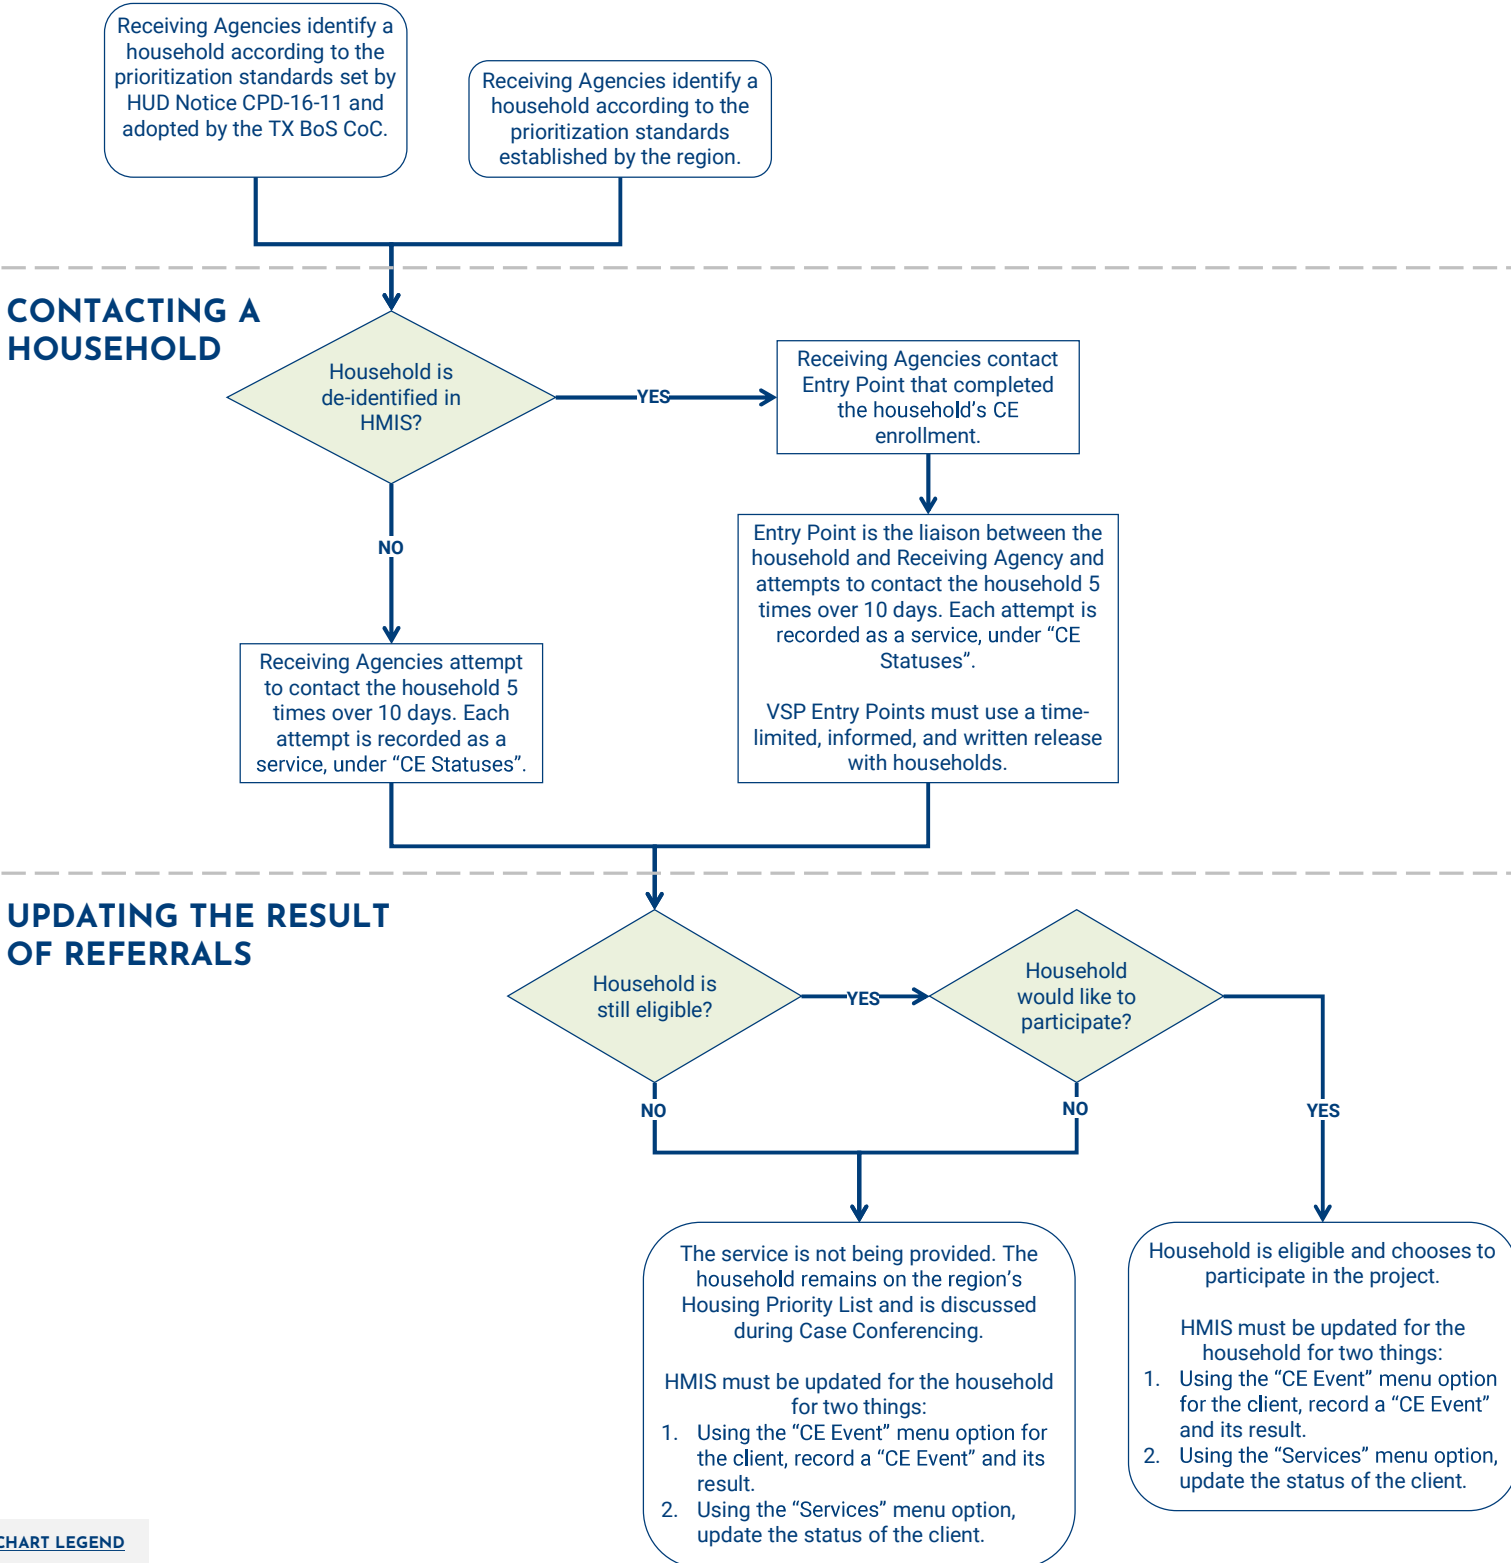 Receiving Agencies identify a
household according to the
prioritization standards set by
HUD Notice CPD-16-11 and
adopted by the TX BoS CoC.
Receiving Agencies identify a
household according to the
prioritization standards
established by the region.
CONTACTING A
HOUSEHOLD
Household is
de-identified in
HMIS?
YES
Receiving Agencies contact
Entry Point that completed
the household's CE
enrollment.
NO
Entry Point is the liaison between the
household and Receiving Agency and
attempts to contact the household 5
times over 10 days. Each attempt is
recorded as a service, under “CE
Statuses”.
VSP Entry Points must use a time-
limited, informed, and written release
with households.
Receiving Agencies attempt
to contact the household 5
times over 10 days. Each
attempt is recorded as a
service, under “CE Statuses”.
UPDATING THE RESULT
OF REFERRALS
Household is
still eligible?
YES
Household
would like to
participate?
NO
NO
YES
The service is not being provided. The
household remains on the region’s
Housing Priority List and is discussed
during Case Conferencing.
HMIS must be updated for the household
for two things:
1. Using the “CE Event” menu option for
the client, record a “CE Event” and its
result.
2. Using the “Services” menu option,
update the status of the client.
Household is eligible and chooses to
participate in the project.
HMIS must be updated for the
household for two things:
1. Using the “CE Event” menu option
for the client, record a “CE Event”
and its result.
2. Using the “Services” menu option,
update the status of the client.
CHART LEGEND